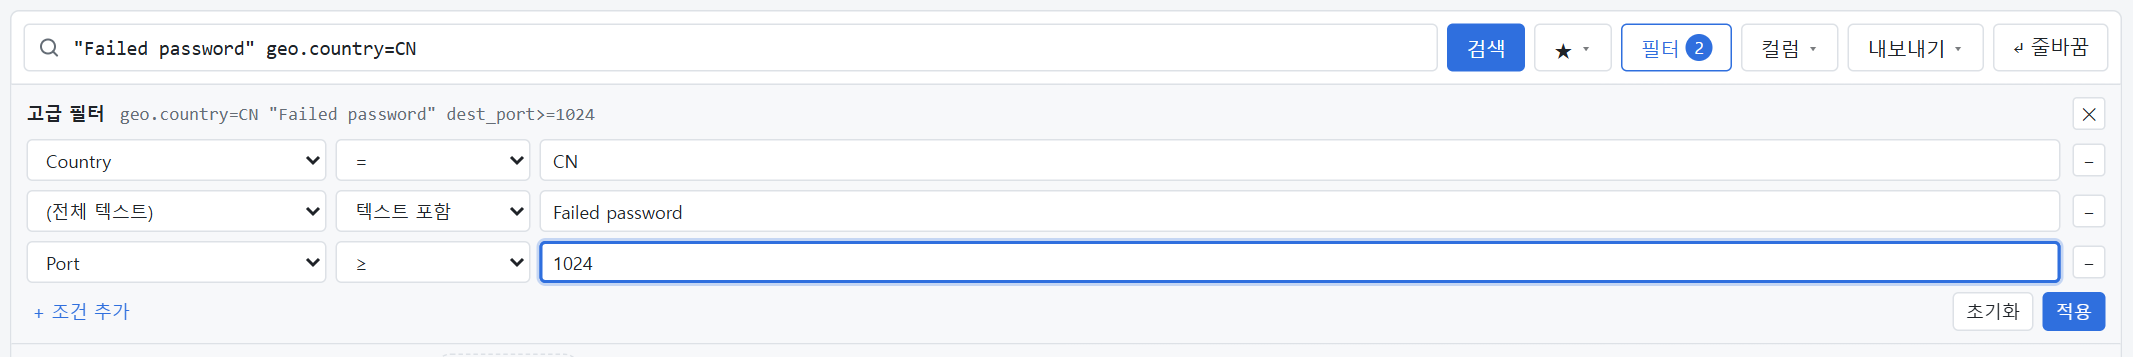 "Failed password" geo.country=CN 검색 ★ 필터 2 컬럼 내보내기 ↵ 줄바꿈
고급 필터 geo.country=CN "Failed password" dest_port>=1024 ×
Country = CN −
(전체 텍스트) 텍스트 포함 Failed password −
Port ≥ 1024 −
+ 조건 추가 초기화 적용